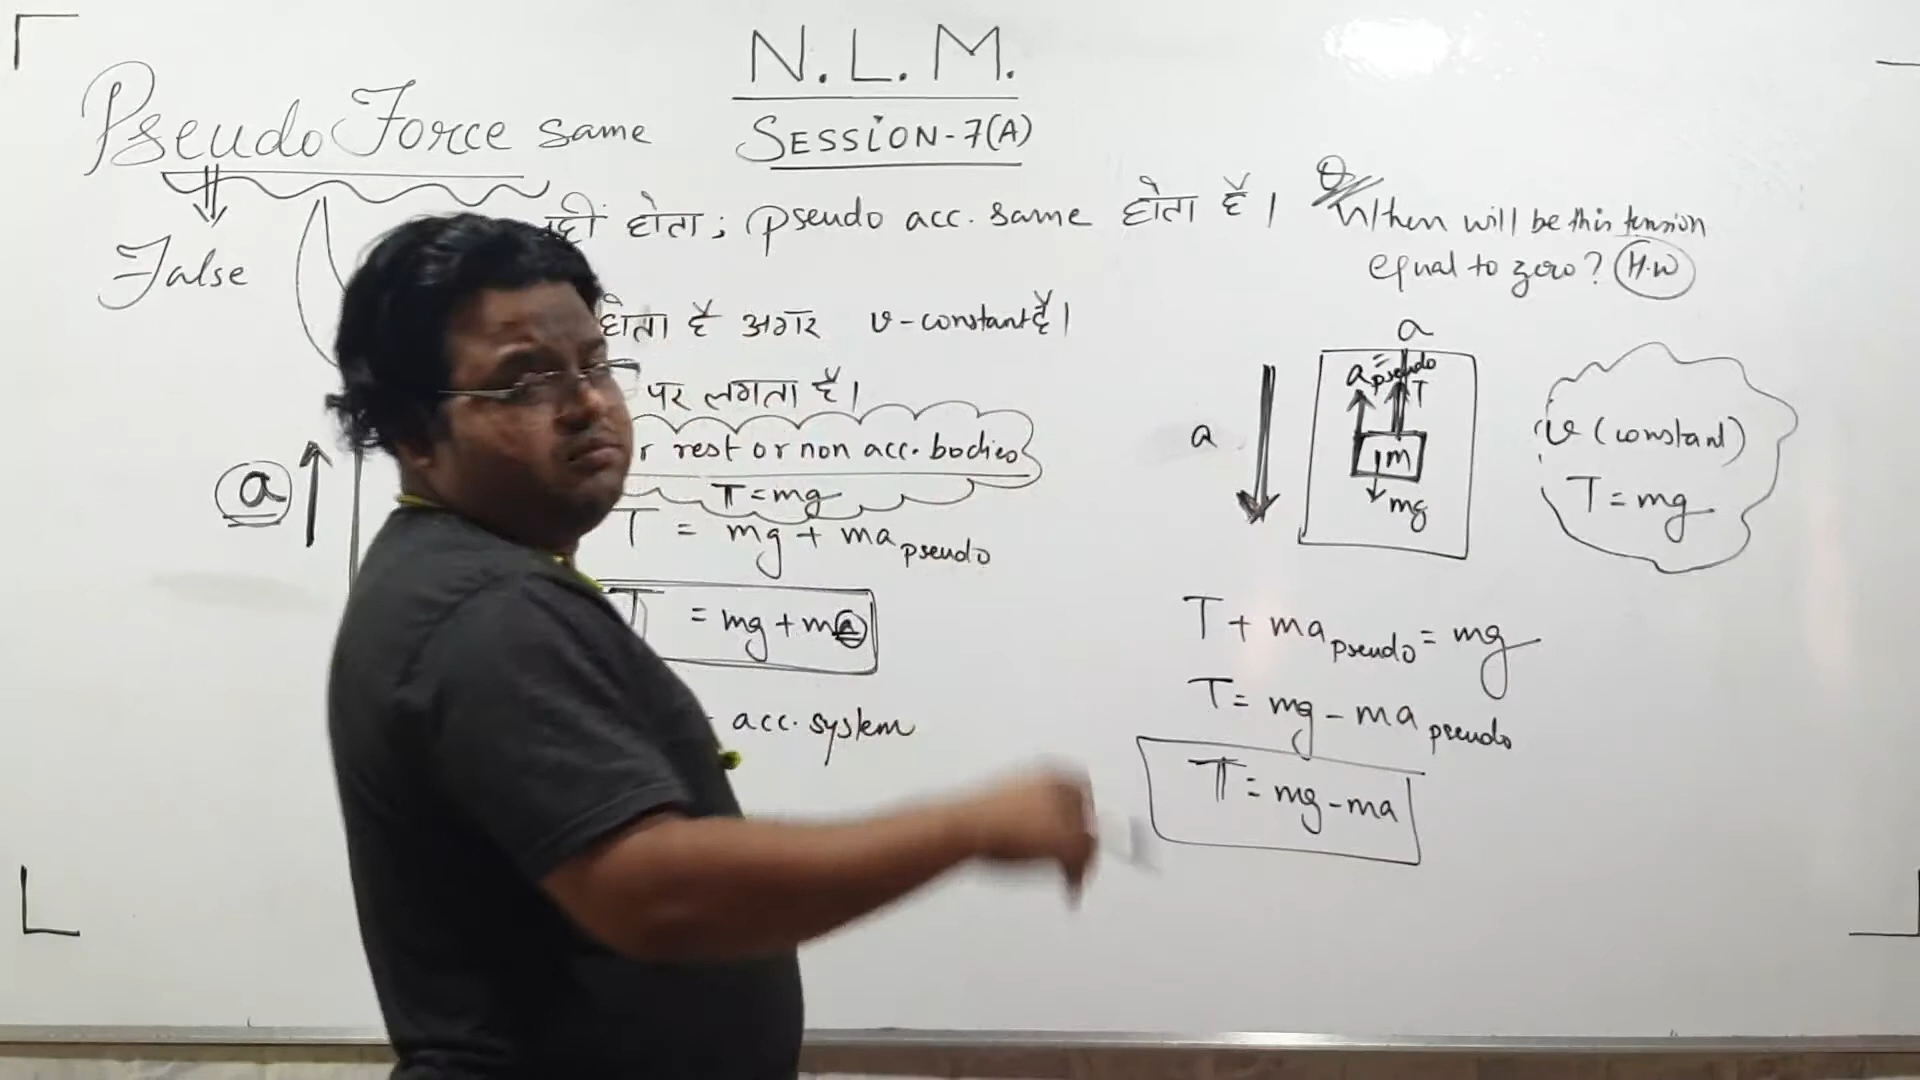 N.L.M.
SESSION-7(A)
Pseudo Force same
False
होता; pseudo acc. same होता है।
होता है अगर v-constant है।
पर लगता है।
rest or non acc. bodies
T = mg
T = mg + ma pseudo
T = mg + ma
acc. system
a
Q When will be this tension
equal to zero? H.W
a
=
a pseudo
T
m
mg
a
v (constant)
T = mg
T + ma pseudo = mg
T = mg - ma pseudo
T = mg - ma